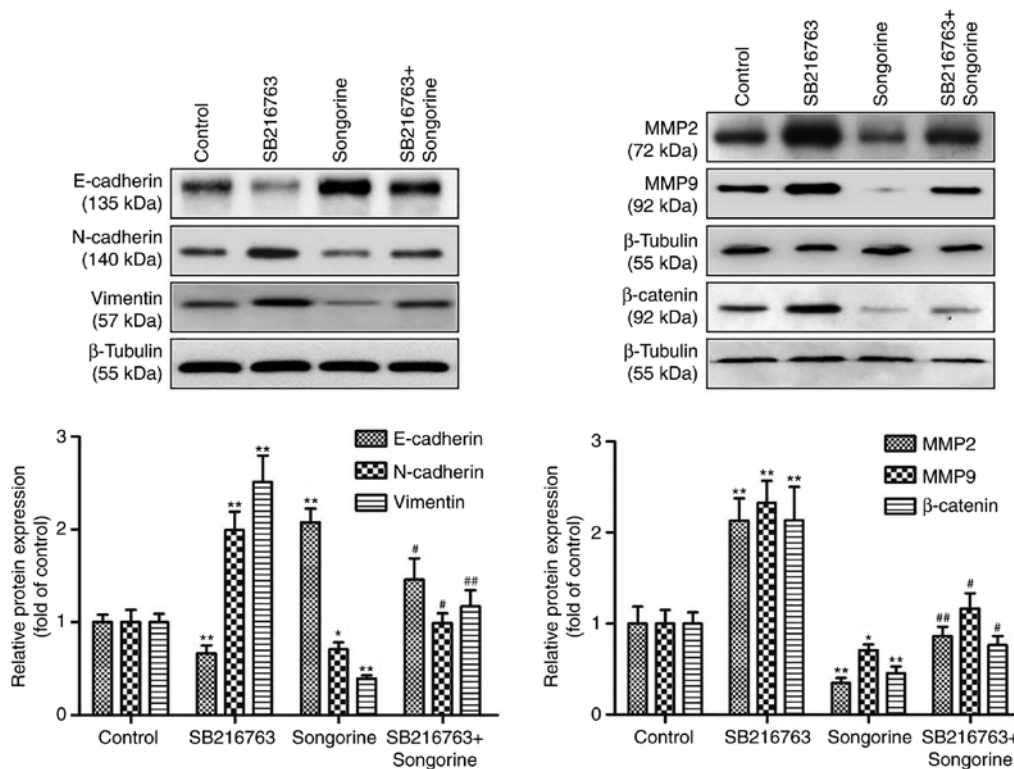 Control
SB216763
Songorine
SB216763+
Songorine
E-cadherin
(135 kDa)
N-cadherin
(140 kDa)
Vimentin
(57 kDa)
β-Tubulin
(55 kDa)
Control
SB216763
Songorine
SB216763+
Songorine
MMP2
(72 kDa)
MMP9
(92 kDa)
β-Tubulin
(55 kDa)
β-catenin
(92 kDa)
β-Tubulin
(55 kDa)
Relative protein expression
(fold of control)
3
2
1
0
E-cadherin
N-cadherin
Vimentin
**
**
**
**
*
**
#
#
##
Control
SB216763
Songorine
SB216763+
Songorine
Relative protein expression
(fold of control)
3
2
1
0
MMP2
MMP9
β-catenin
**
**
**
**
*
**
##
#
#
Control
SB216763
Songorine
SB216763+
Songorine